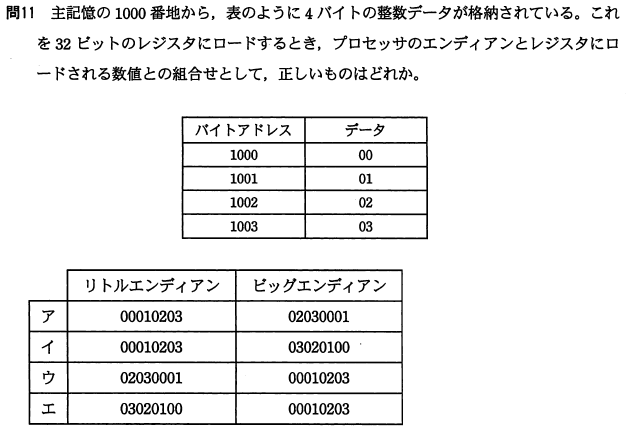 問11 主記憶の 1000 番地から，表のように 4 バイトの整数データが格納されている。これ
を 32 ビットのレジスタにロードするとき，プロセッサのエンディアンとレジスタにロ
ードされる数値との組合せとして，正しいものはどれか。
バイトアドレス データ
1000 00
1001 01
1002 02
1003 03
リトルエンディアン ビッグエンディアン
ア 00010203 02030001
イ 00010203 03020100
ウ 02030001 00010203
エ 03020100 00010203